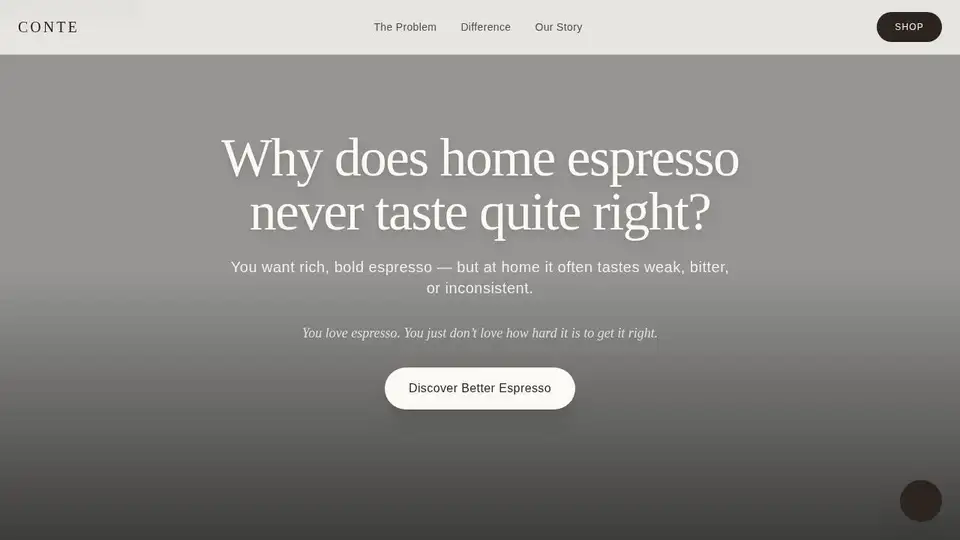 CONTE
The Problem
Difference
Our Story
SHOP
Why does home espresso
never taste quite right?
You want rich, bold espresso — but at home it often tastes weak, bitter,
or inconsistent.
You love espresso. You just don’t love how hard it is to get it right.
Discover Better Espresso